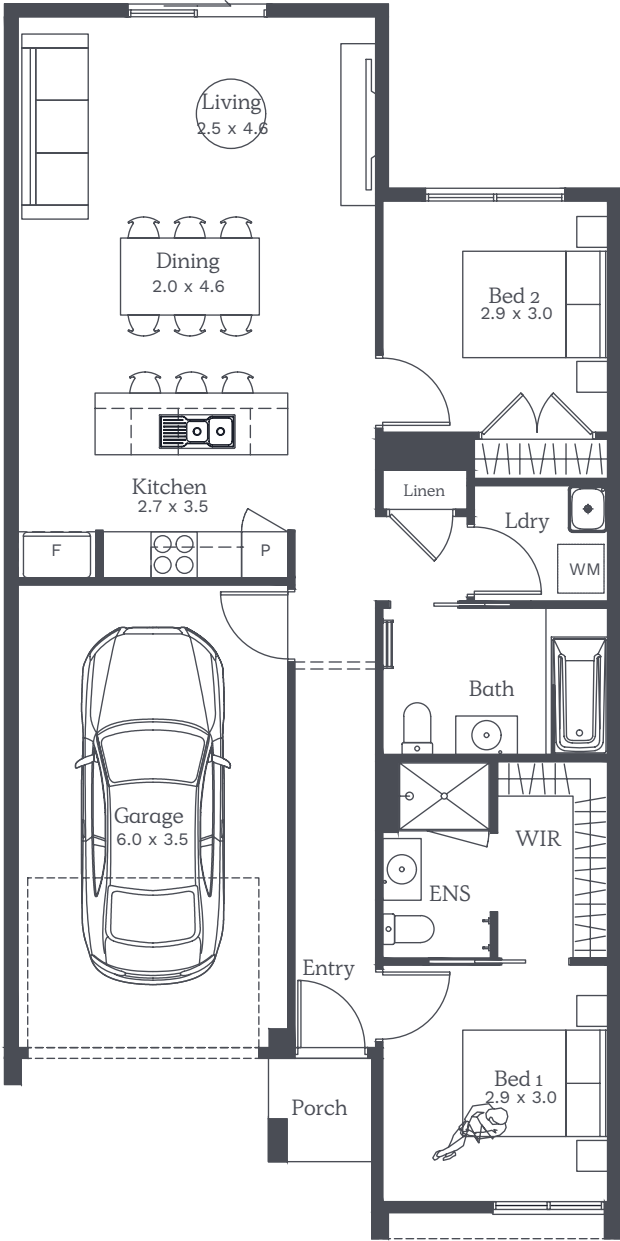 Living
2.5 x 4.6
Dining
2.0 x 4.6
Bed 2
2.9 x 3.0
Kitchen
2.7 x 3.5
Linen
Ldry
F
P
WM
Bath
Garage
6.0 x 3.5
WIR
ENS
Entry
Bed 1
2.9 x 3.0
Porch